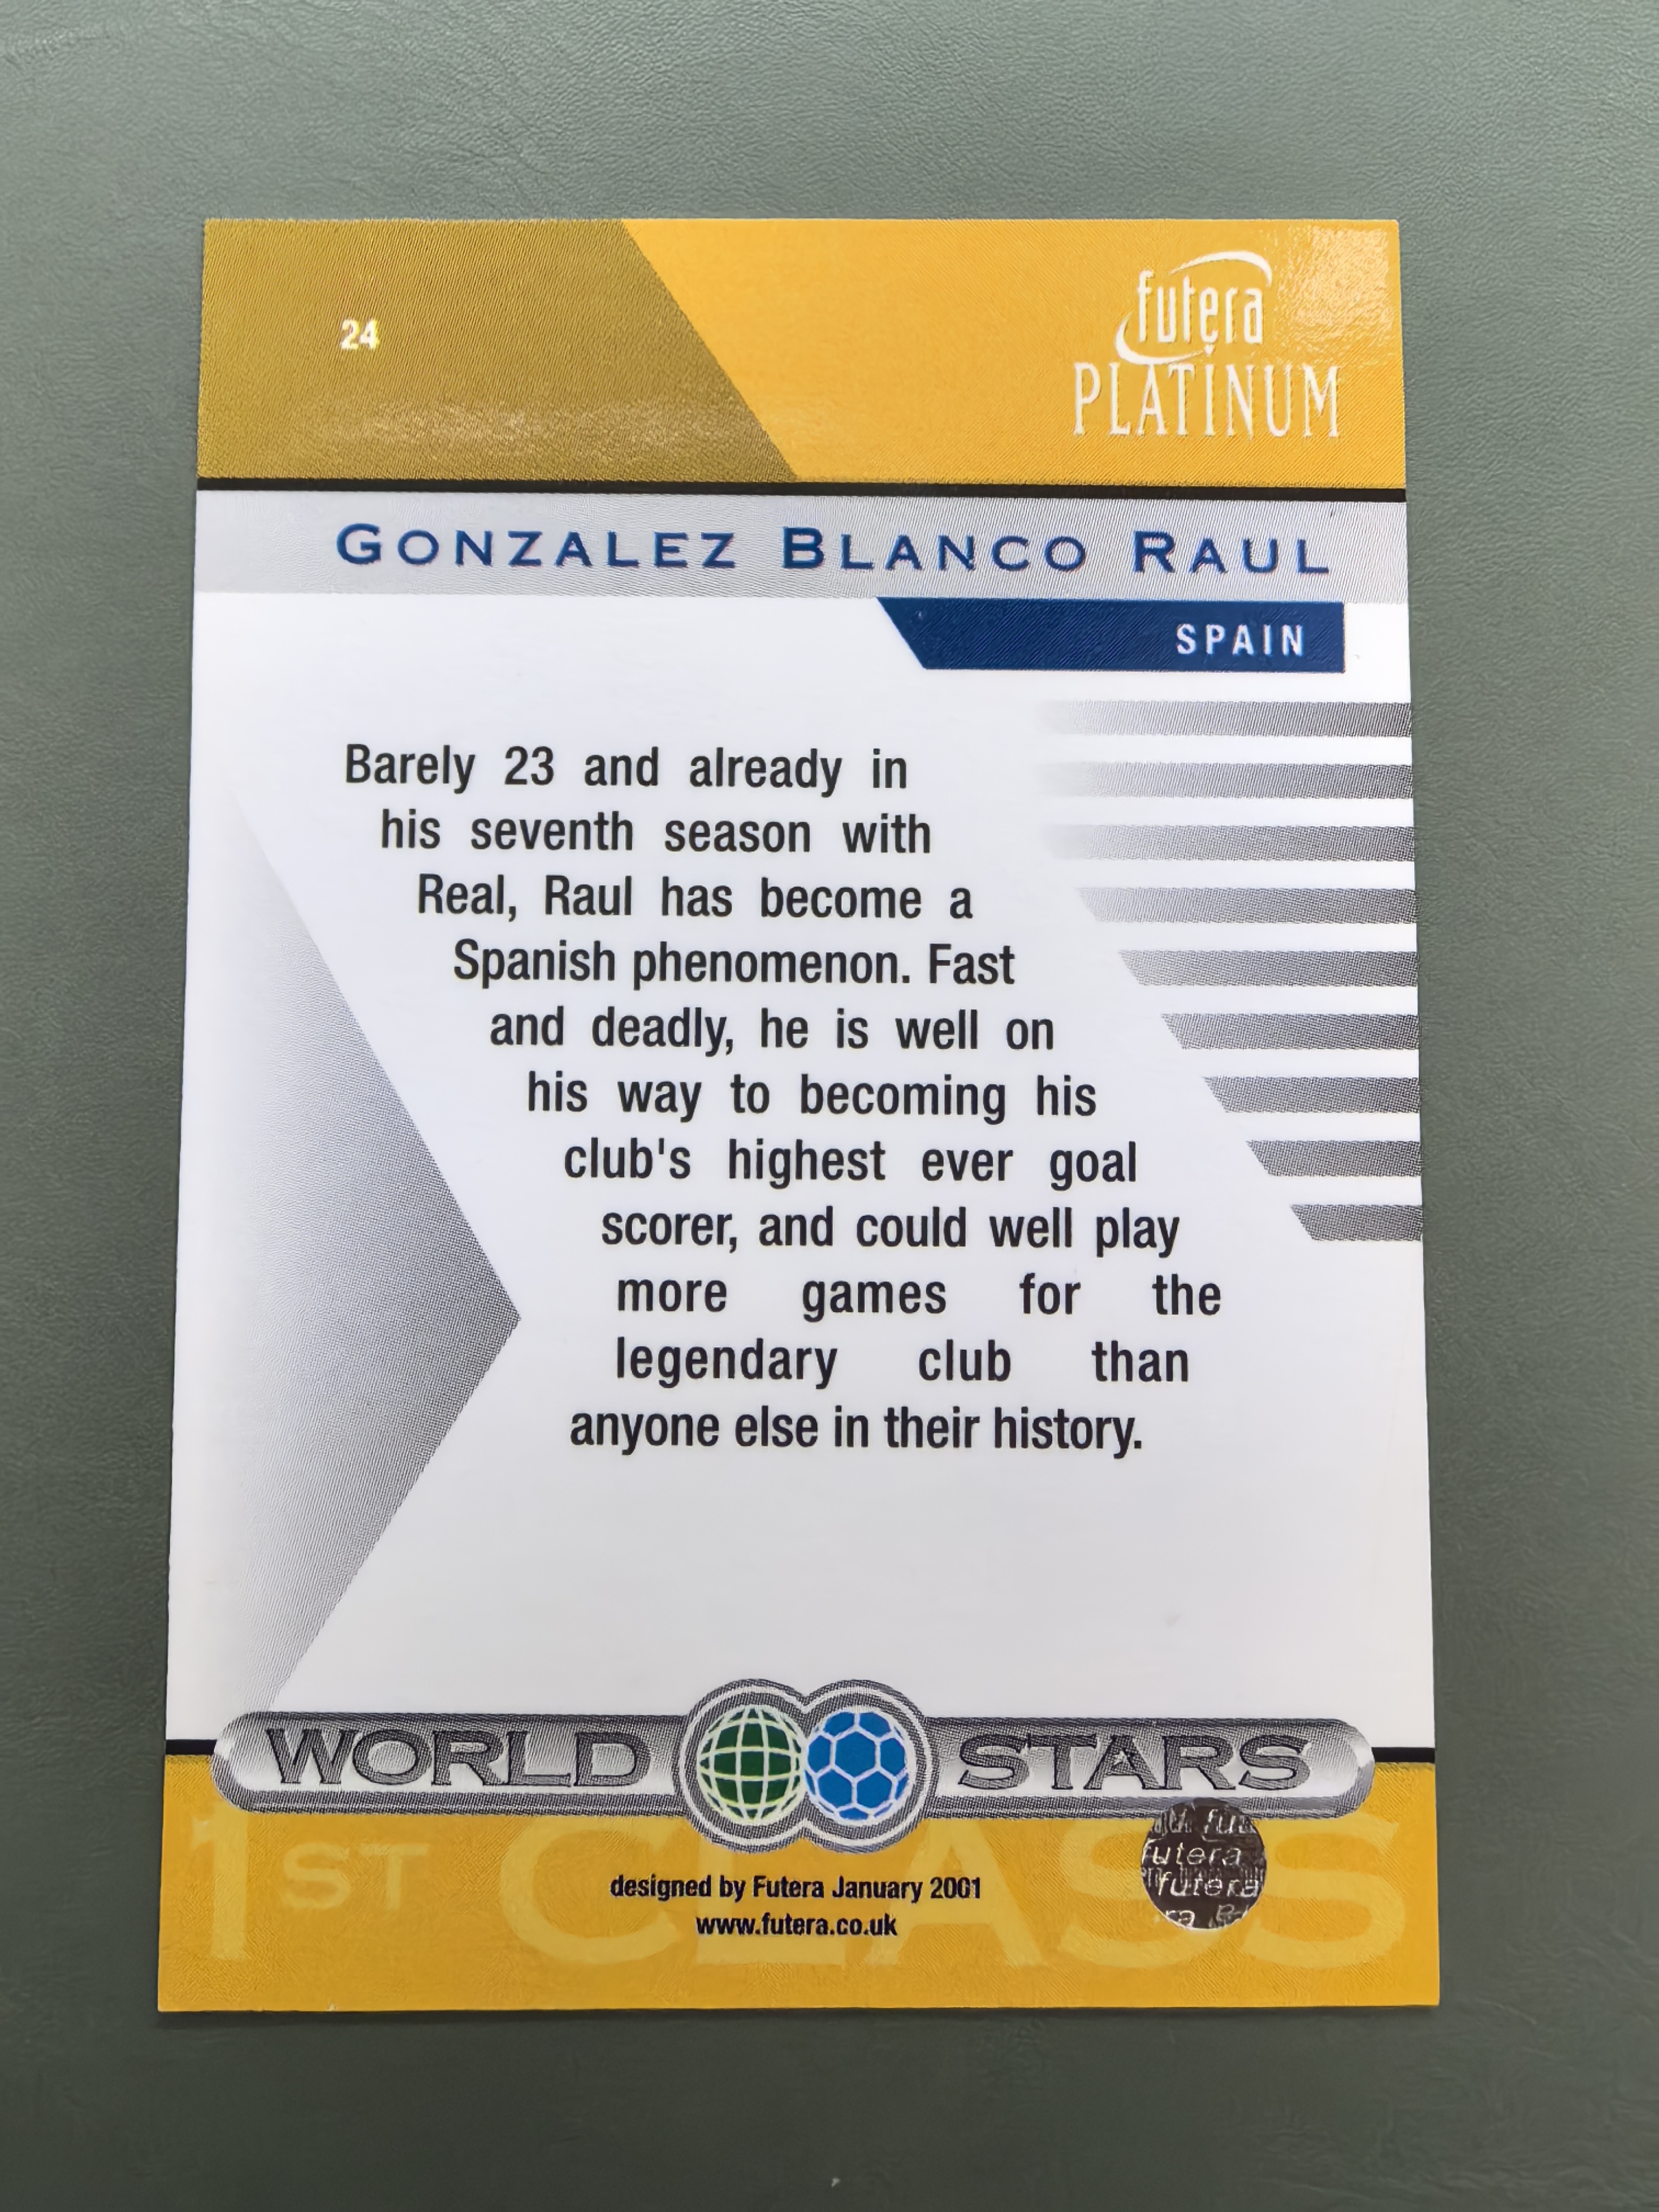 24
futera
PLATINUM
GONZALEZ BLANCO RAUL
SPAIN
Barely 23 and already in
his seventh season with
Real, Raul has become a
Spanish phenomenon. Fast
and deadly, he is well on
his way to becoming his
club's highest ever goal
scorer, and could well play
more games for the
legendary club than
anyone else in their history.
WORLD STARS
1ST CLASS
designed by Futera January 2001
www.futera.co.uk
futera
futera